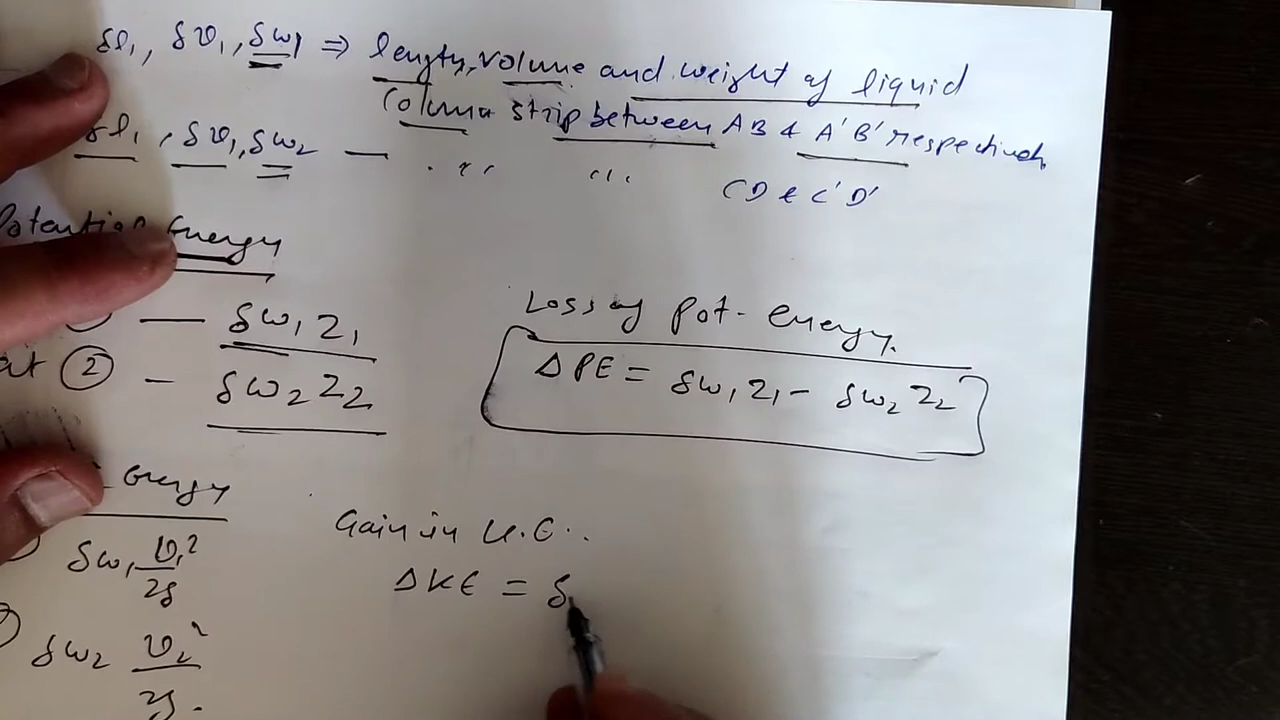 δl₁, δv₁, δw₁ ⇒ length, volume and weight of liquid
Column strip between AB & A'B' respectively
δl₁, δv₁, δw₂ — . ,, ,,, CD & C'D'
Potential Energy
— δw₁ z₁
at ② — δw₂ z₂
Loss of Pot. energy.
ΔPE = δw₁ z₁ - δw₂ z₂
Energy
δw₁ v₁²/2g
δw₂ v₂²/2g.
Gain in K.E..
ΔKE = δ